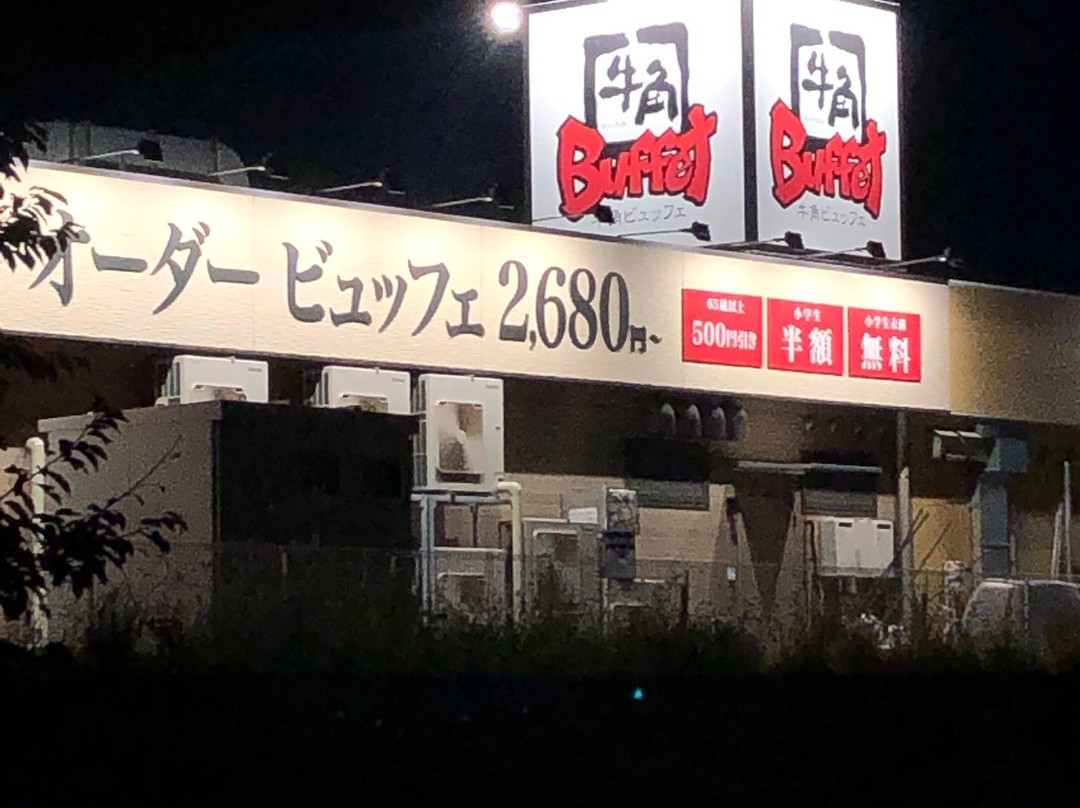 牛角
Buffet
牛角ビュッフェ
牛角
Buffet
牛角ビュッフェ
オーダー ビュッフェ 2,680円~
65歳以上
500円引き
小学生
半額
小学生未満
無料